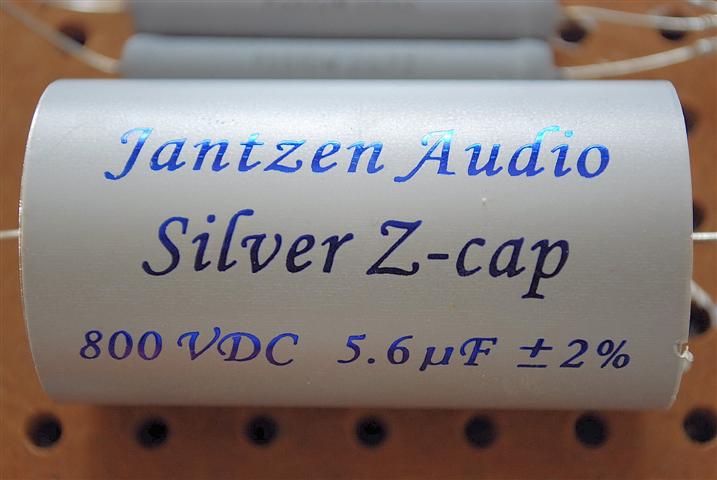 Jantzen Audio
Silver Z-cap
800 VDC 5.6 µF ± 2%